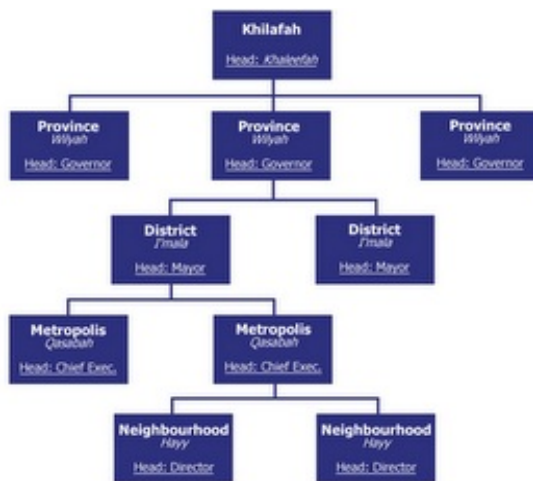 Khilafah
Head: Khaleefah
Province
Wilyah
Head: Governor
Province
Wilyah
Head: Governor
Province
Wilyah
Head: Governor
District
I'mala
Head: Mayor
District
I'mala
Head: Mayor
Metropolis
Qasabah
Head: Chief Exec.
Metropolis
Qasabah
Head: Chief Exec.
Neighbourhood
Hayy
Head: Director
Neighbourhood
Hayy
Head: Director